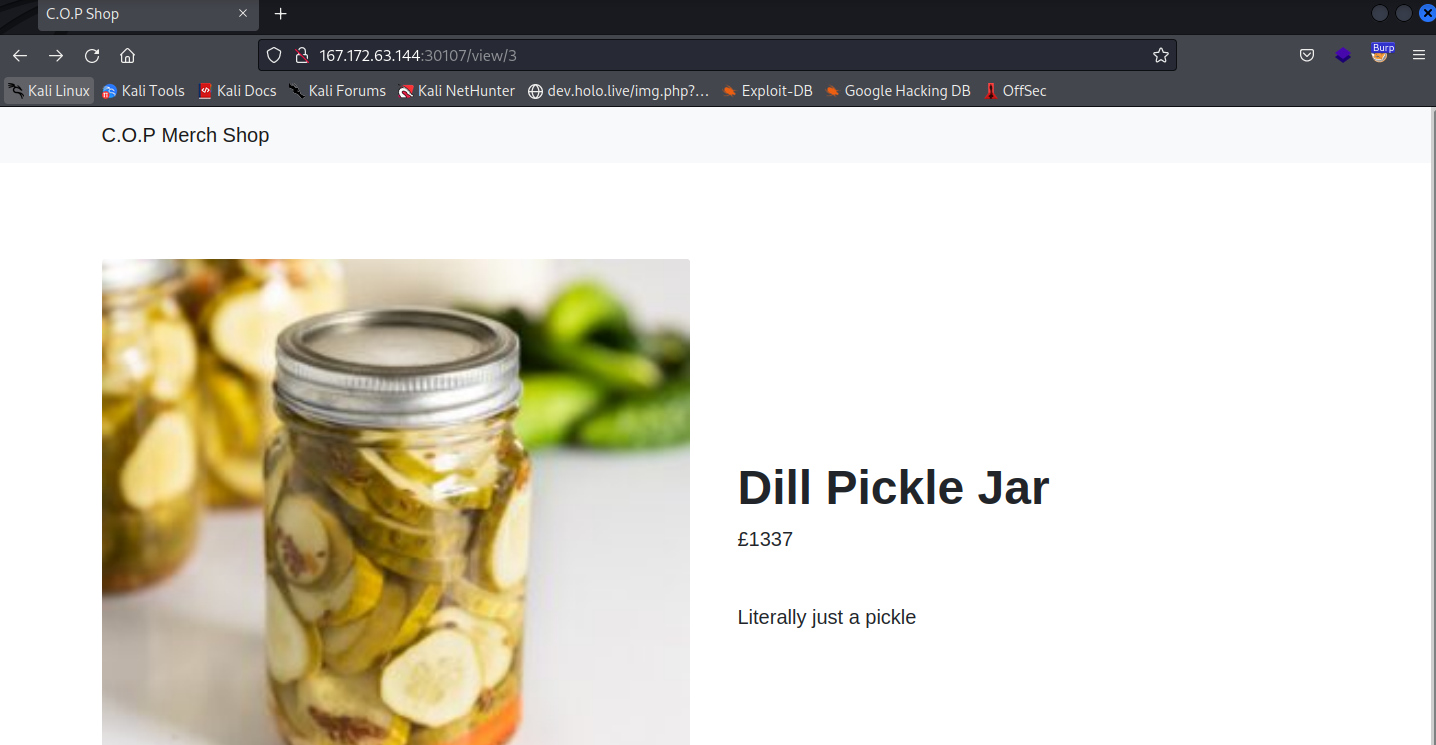 C.O.P Shop
167.172.63.144:30107/view/3
Burp
Kali Linux Kali Tools Kali Docs Kali Forums Kali NetHunter dev.holo.live/img.php?... Exploit-DB Google Hacking DB OffSec
C.O.P Merch Shop
Dill Pickle Jar
£1337
Literally just a pickle